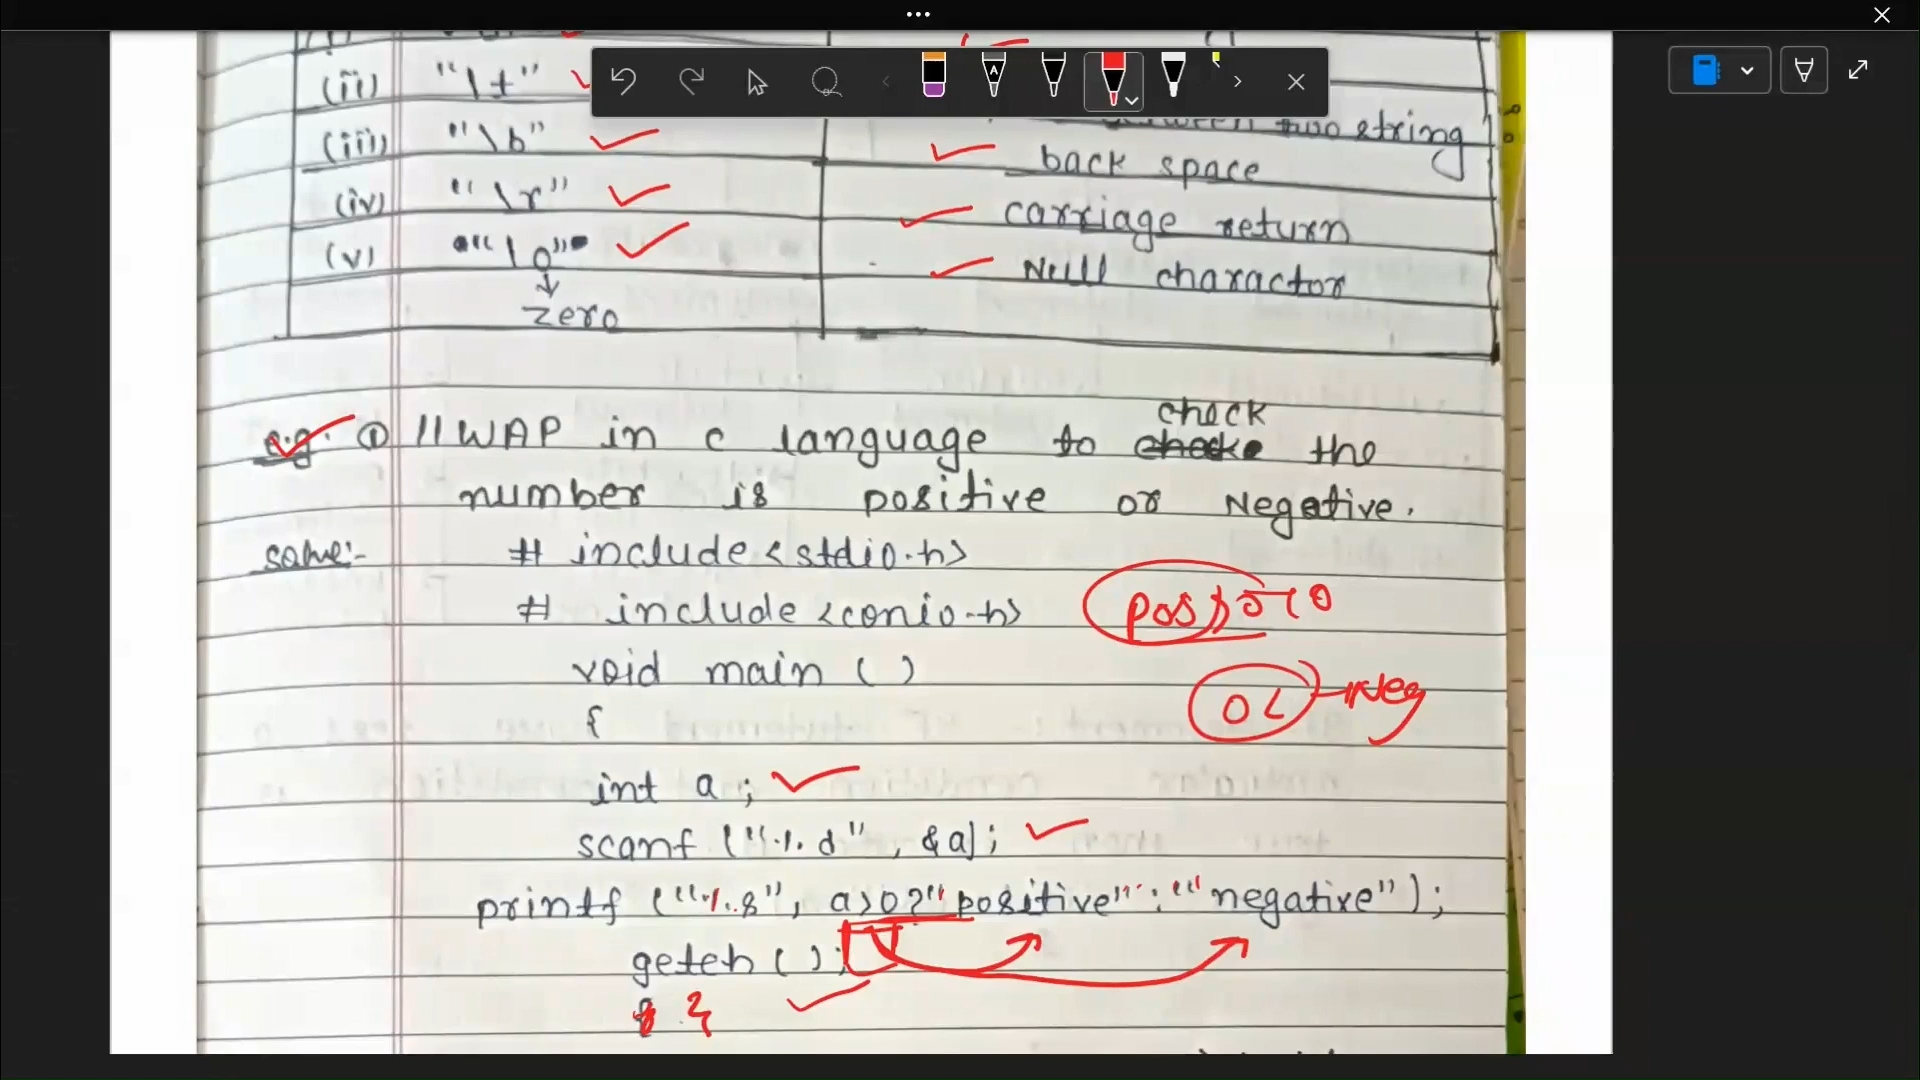 (ii) "\t"
between two string
(iii) "\b" back space
(iv) "\r" carriage return
(v) "\0" Null charactor
zero
check
e.g. ① //WAP in c language to the
number is positive or Negative.
# include <stdio.h>
# include <conio.h>
void main ()
{
int a ;
scanf ("%d", &a);
printf ("%s", a>0?"positive":"negative");
getch ();
}
pos
0< Neg